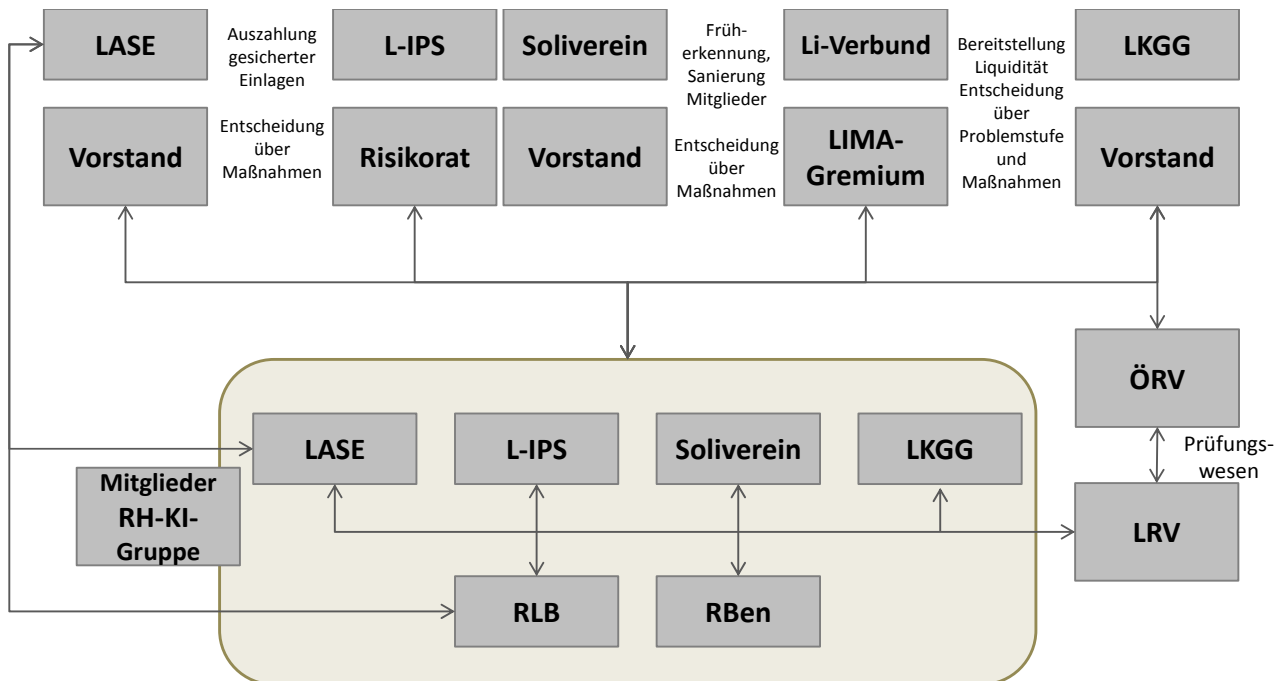 LASE
Auszahlung
gesicherter
Einlagen
L-IPS
Soliverein
Früh-
erkennung,
Sanierung
Mitglieder
Li-Verbund
Bereitstellung
Liquidität
Entscheidung
über
Problemstufe
und
Maßnahmen
LKGG
Vorstand
Entscheidung
über
Maßnahmen
Risikorat
Vorstand
Entscheidung
über
Maßnahmen
LIMA-
Gremium
Vorstand
ÖRV
Prüfungs-
wesen
LRV
LASE
L-IPS
Soliverein
LKGG
Mitglieder
RH-KI-
Gruppe
RLB
RBen